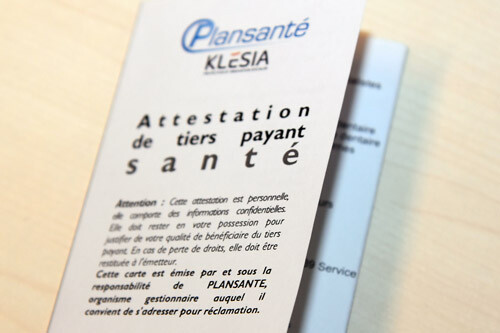 Plansanté
KLESIA
Attestation
de tiers payant
santé
Attention : Cette attestation est personnelle,
elle comporte des informations confidentielles.
Elle doit rester en votre possession pour
justifier de votre qualité de bénéficiaire du tiers
payant. En cas de perte de droits, elle doit être
restituée à l'émetteur.
Cette carte est émise par et sous la
responsabilité de PLANSANTE,
organisme gestionnaire auquel il
convient de s'adresser pour réclamation.
Service